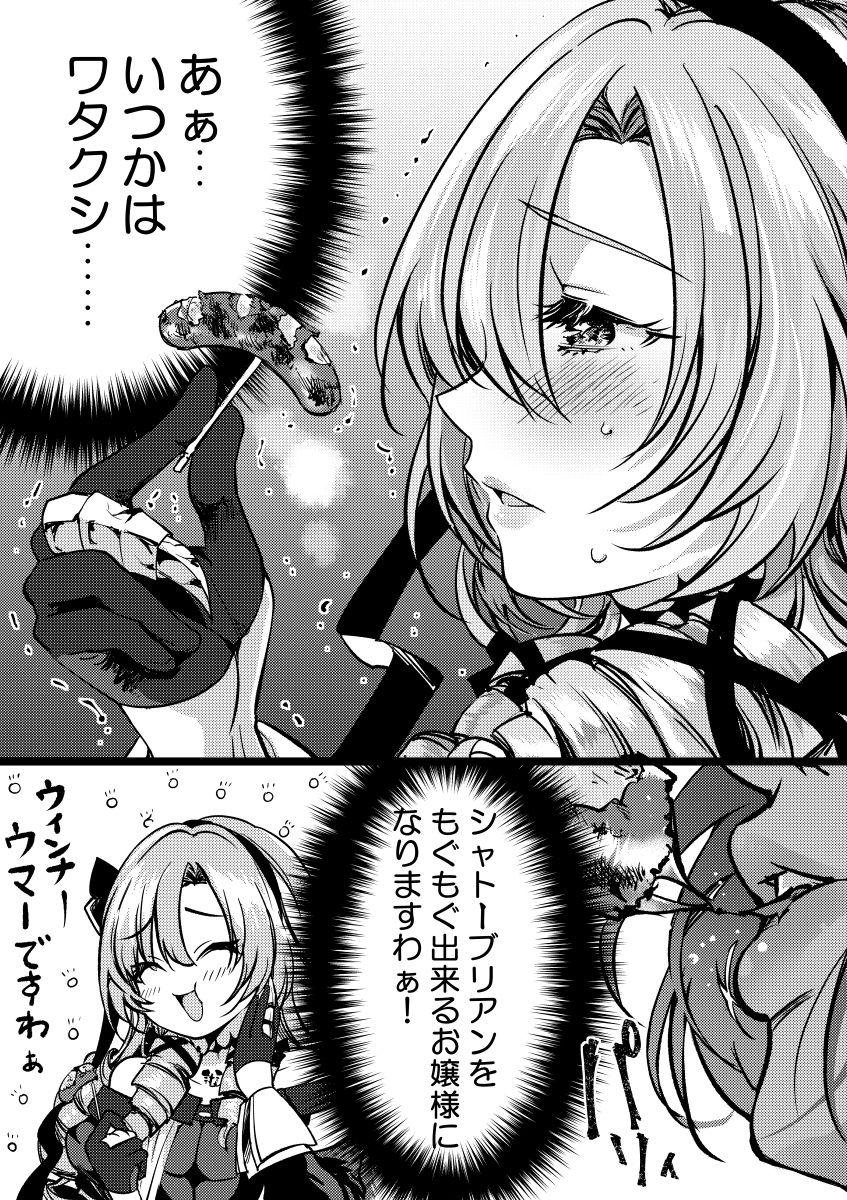 あぁ…
いつかは
ワタクシ……
シャトーブリアンを
もぐもぐ出来るお嬢様に
なりますわぁ！
パリィ
ウィンナー
ウマーですわぁ